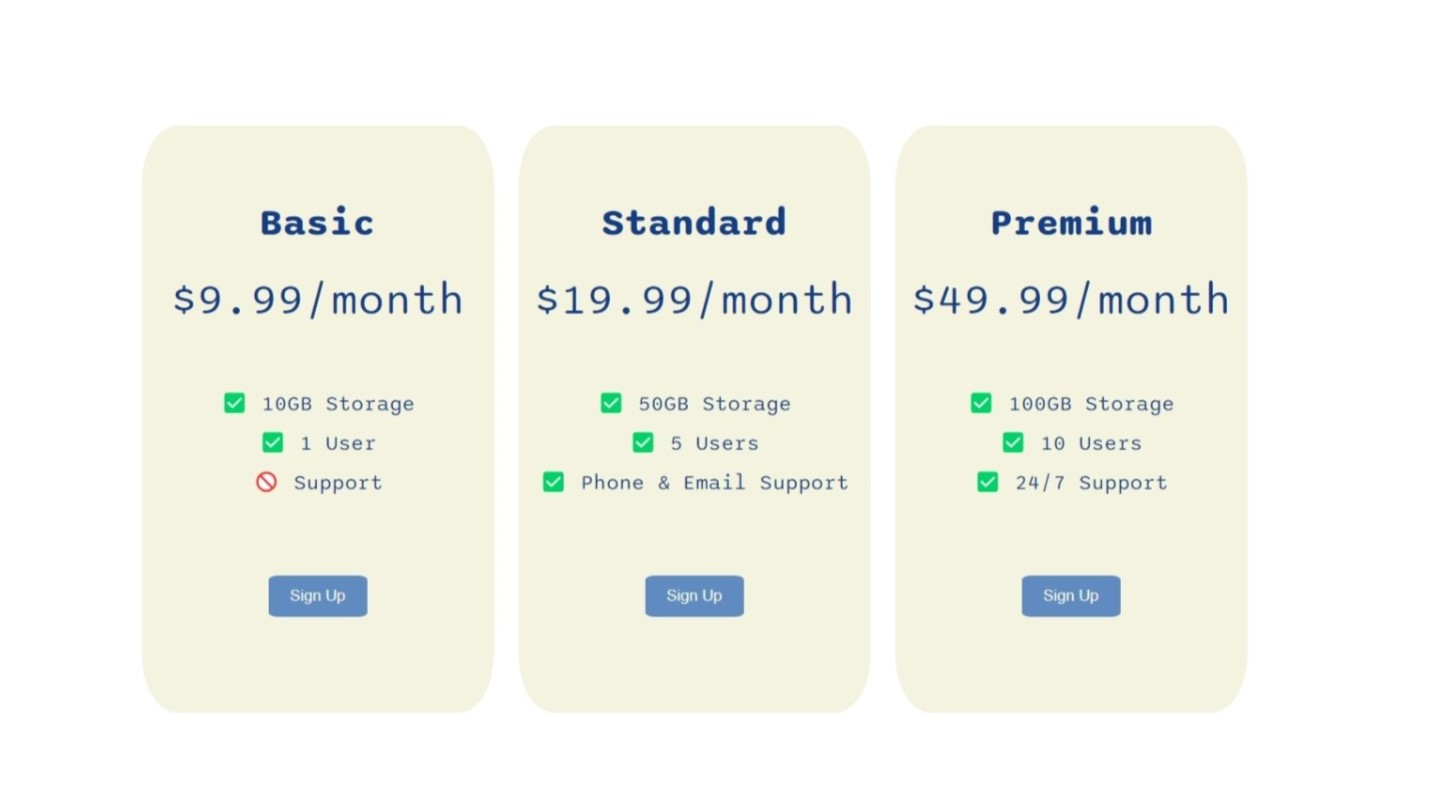 Basic
$9.99/month
✅ 10GB Storage
✅ 1 User
🚫 Support
Sign Up
Standard
$19.99/month
✅ 50GB Storage
✅ 5 Users
✅ Phone & Email Support
Sign Up
Premium
$49.99/month
✅ 100GB Storage
✅ 10 Users
✅ 24/7 Support
Sign Up